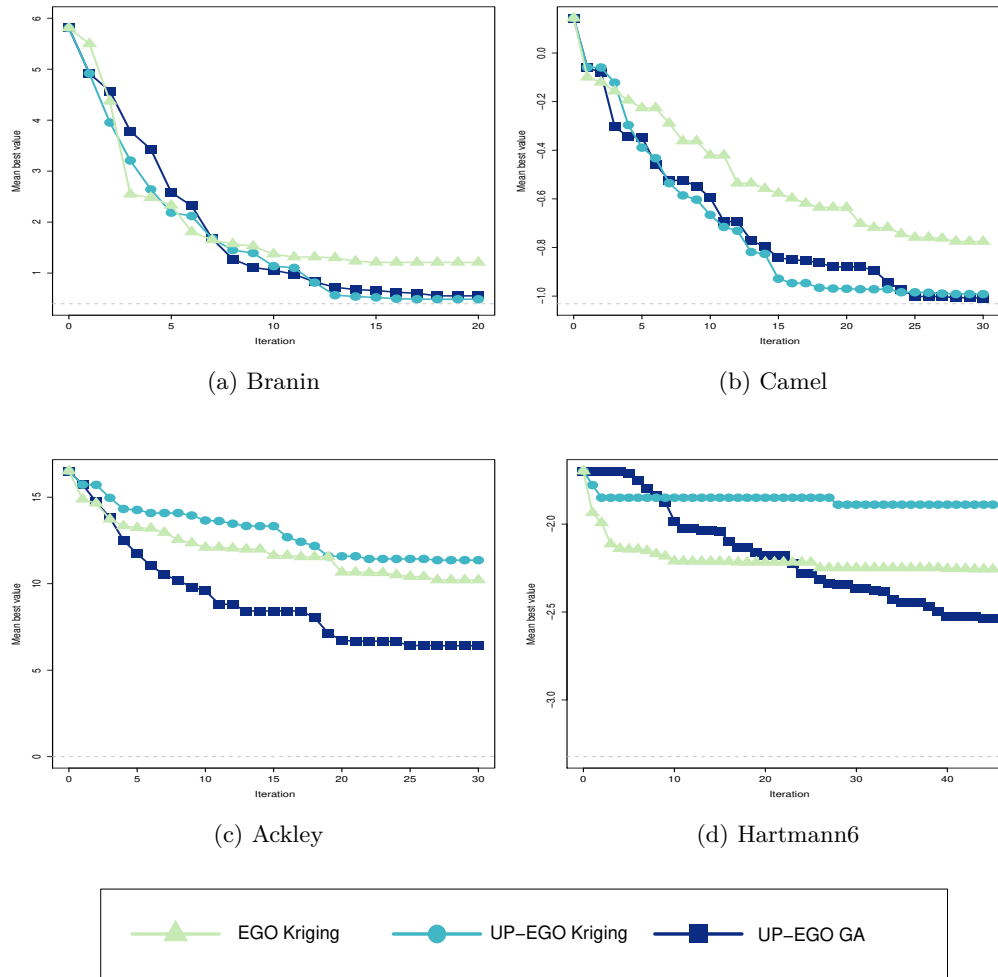 Mean best value
6
5
4
3
2
1
0 5 10 15 20
Iteration
(a) Branin
Mean best value
0.0
−0.2
−0.4
−0.6
−0.8
−1.0
0 5 10 15 20 25 30
Iteration
(b) Camel
Mean best value
15
10
5
0
0 5 10 15 20 25 30
Iteration
(c) Ackley
Mean best value
−2.0
−2.5
−3.0
0 10 20 30 40
Iteration
(d) Hartmann6
EGO Kriging UP−EGO Kriging UP−EGO GA